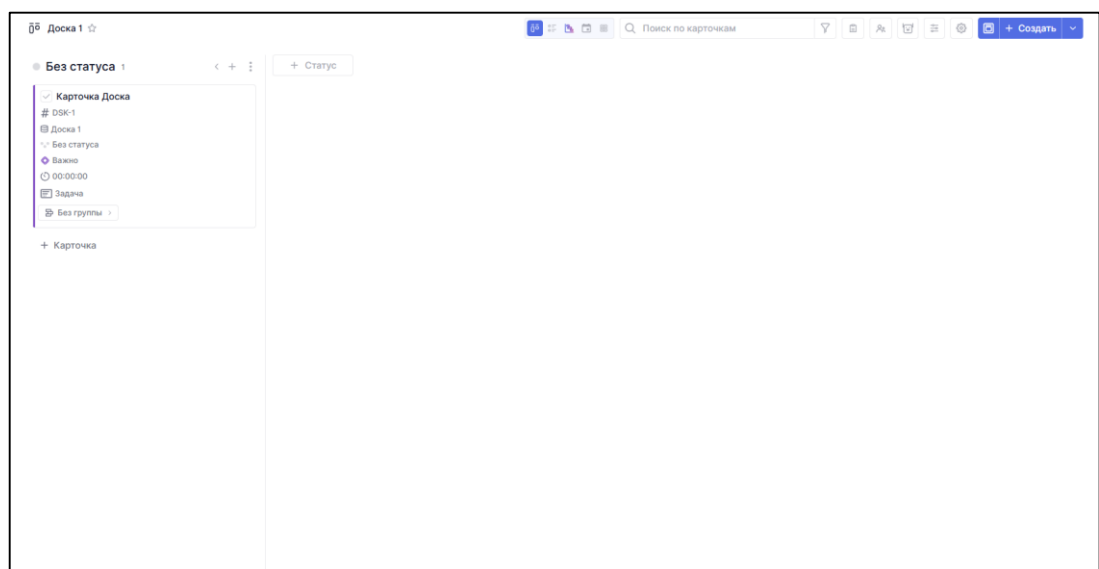 Доска 1
Поиск по карточкам
+ Создать
Без статуса 1
+ Статус
Карточка Доска
# DSK-1
Доска 1
Без статуса
Важно
00:00:00
Задача
Без группы
+ Карточка